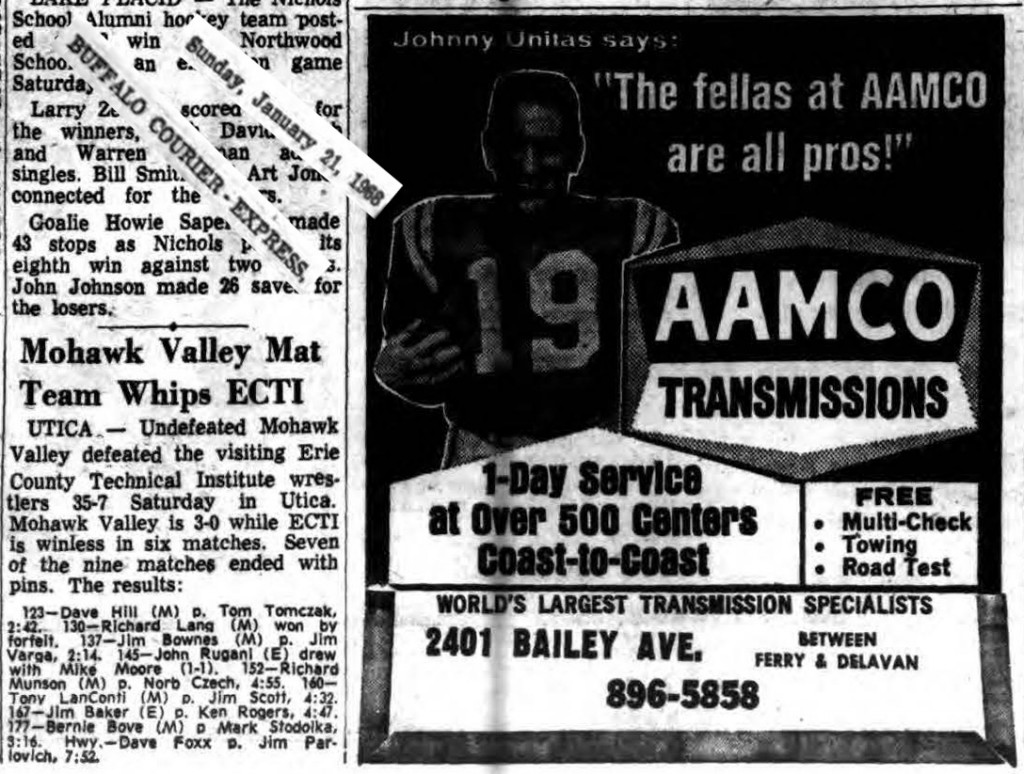 LAKE PLACID — The Nichols
School Alumni hockey team post-
ed win Northwood
School an game
Saturday
Larry scored for
the winners,
and Warren
singles. Bill Art
connected for the
Goalie Howie made
43 stops as Nichols its
eighth win against two
John Johnson made 26 saves for
the losers.
BUFFALO COURIER-EXPRESS,
Sunday, January 21, 1968
Mohawk Valley Mat
Team Whips ECTI
UTICA — Undefeated Mohawk
Valley defeated the visiting Erie
County Technical Institute wres-
tlers 35-7 Saturday in Utica.
Mohawk Valley is 3-0 while ECTI
is winless in six matches. Seven
of the nine matches ended with
pins. The results:
123—Dave Hill (M) p. Tom Tomczak,
2:42. 130—Richard Lang (M) won by
forfeit. 137—Jim Bownes (M) p. Jim
Varga, 2:14. 145—John Rugani (E) drew
with Mike Moore (1-1). 152—Richard
Munson (M) p. Norb Czech, 4:55. 160—
Tony LanConti (M) p. Jim Scott, 4:32.
167—Jim Baker (E) p. Ken Rogers, 4:47.
177—Bernie Bove (M) p Mark Stodolka,
3:16. Hwy.—Dave Foxx p. Jim Par-
lovich, 7:52.
Johnny Unitas says:
"The fellas at AAMCO
are all pros!"
19
AAMCO
TRANSMISSIONS
1-Day Service
at Over 500 Centers
Coast-to-Coast
FREE
• Multi-Check
• Towing
• Road Test
WORLD'S LARGEST TRANSMISSION SPECIALISTS
2401 BAILEY AVE.
BETWEEN
FERRY & DELAVAN
896-5858